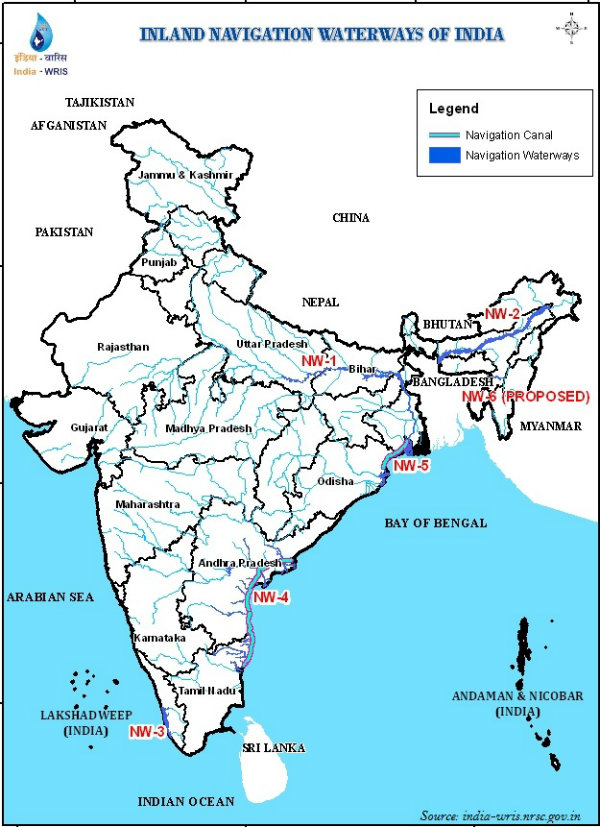 INLAND NAVIGATION WATERWAYS OF INDIA
इंडिया - वारिस
India - WRIS
N
Legend
Navigation Canal
Navigation Waterways
TAJIKISTAN
AFGANISTAN
Jammu & Kashmir
CHINA
PAKISTAN
Punjab
NEPAL
NW-2
BHUTAN
Rajasthan
Uttar Pradesh
NW-1
Bihar
BANGLADESH
NW-6 (PROPOSED)
Gujarat
Madhya Pradesh
MYANMAR
NW-5
Odisha
Maharashtra
BAY OF BENGAL
Andhra Pradesh
ARABIAN SEA
NW-4
Karnataka
Tamil Nadu
ANDAMAN & NICOBAR
(INDIA)
LAKSHADWEEP
(INDIA)
NW-3
SRI LANKA
INDIAN OCEAN
Source: india-wris.nrsc.gov.in